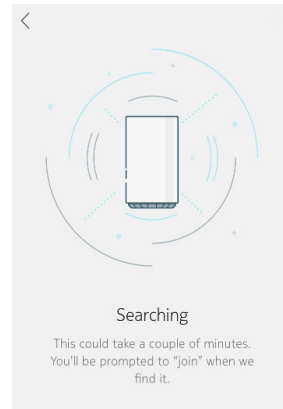 Searching
This could take a couple of minutes.
You'll be prompted to “join” when we
find it.